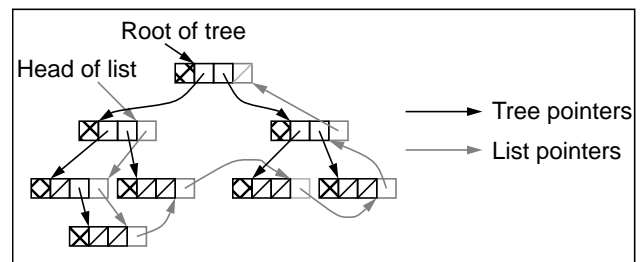 Root of tree
Head of list
Tree pointers
List pointers